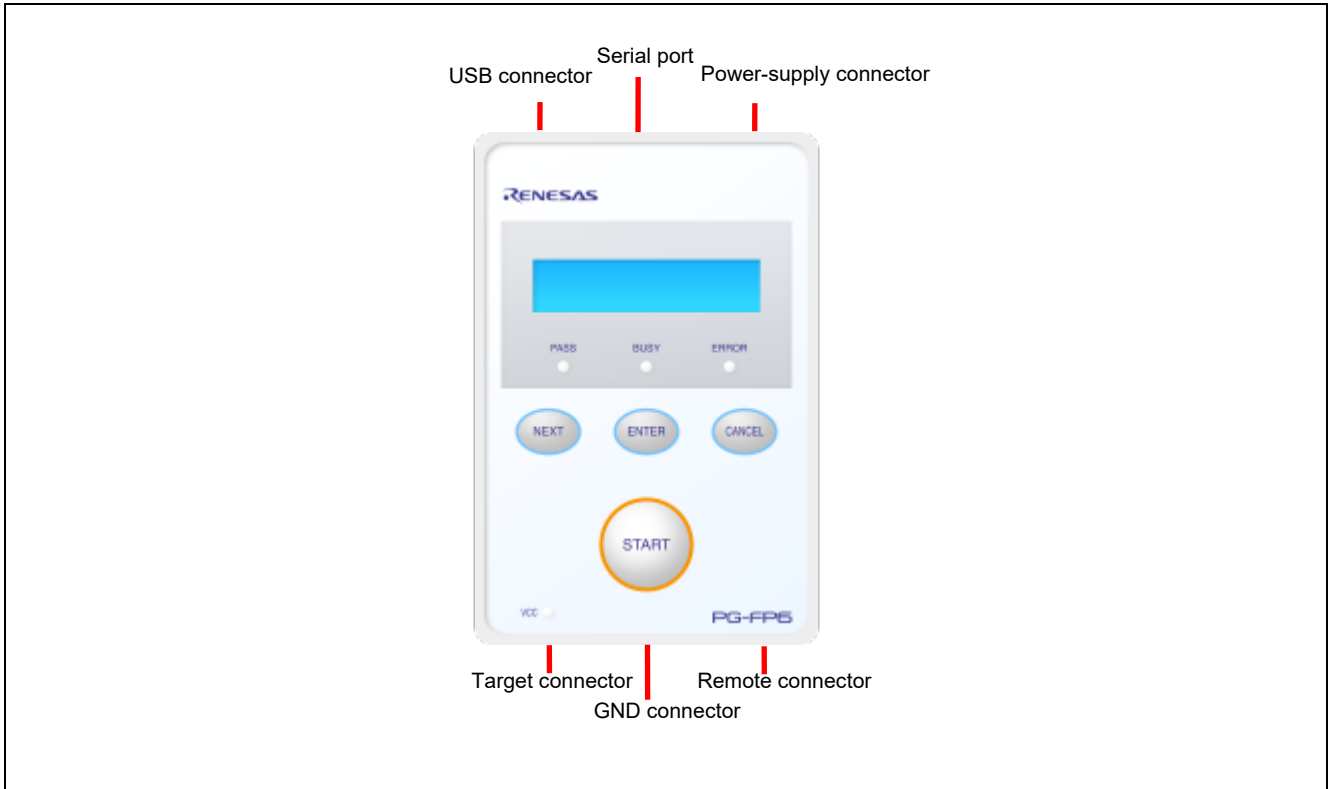 Serial port
USB connector
Power-supply connector
RENESAS
PASS BUSY ERROR
NEXT ENTER CANCEL
START
VCC
PG-FP6
Target connector
Remote connector
GND connector